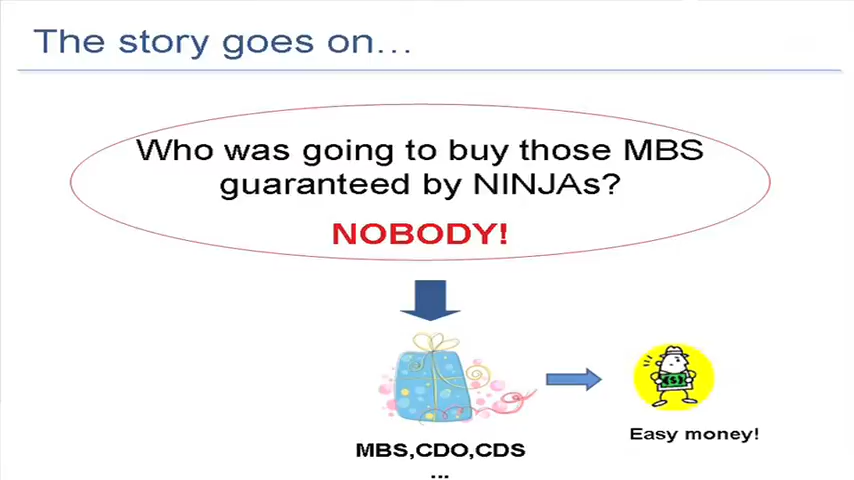 The story goes on...
Who was going to buy those MBS
guaranteed by NINJAs?
NOBODY!
MBS,CDO,CDS
...
Easy money!